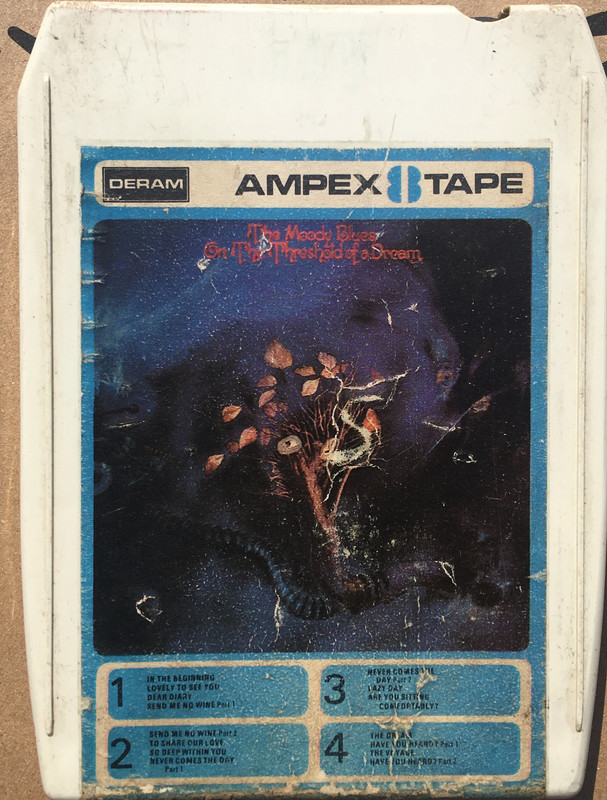 DERAM
AMPEX 8 TAPE
The Moody Blues
On The Threshold of a Dream
1
IN THE BEGINNING
LOVELY TO SEE YOU
DEAR DIARY
SEND ME NO WINE Part 1
2
SEND ME NO WINE Part 2
TO SHARE OUR LOVE
SO DEEP WITHIN YOU
NEVER COMES THE DAY
Part 1
3
NEVER COMES THE
DAY Part 2
LAZY DAY
ARE YOU SITTING
COMFORTABLY?
4
THE DREAM
HAVE YOU HEARD? Part 1
THE VOYAGE
HAVE YOU HEARD? Part 2